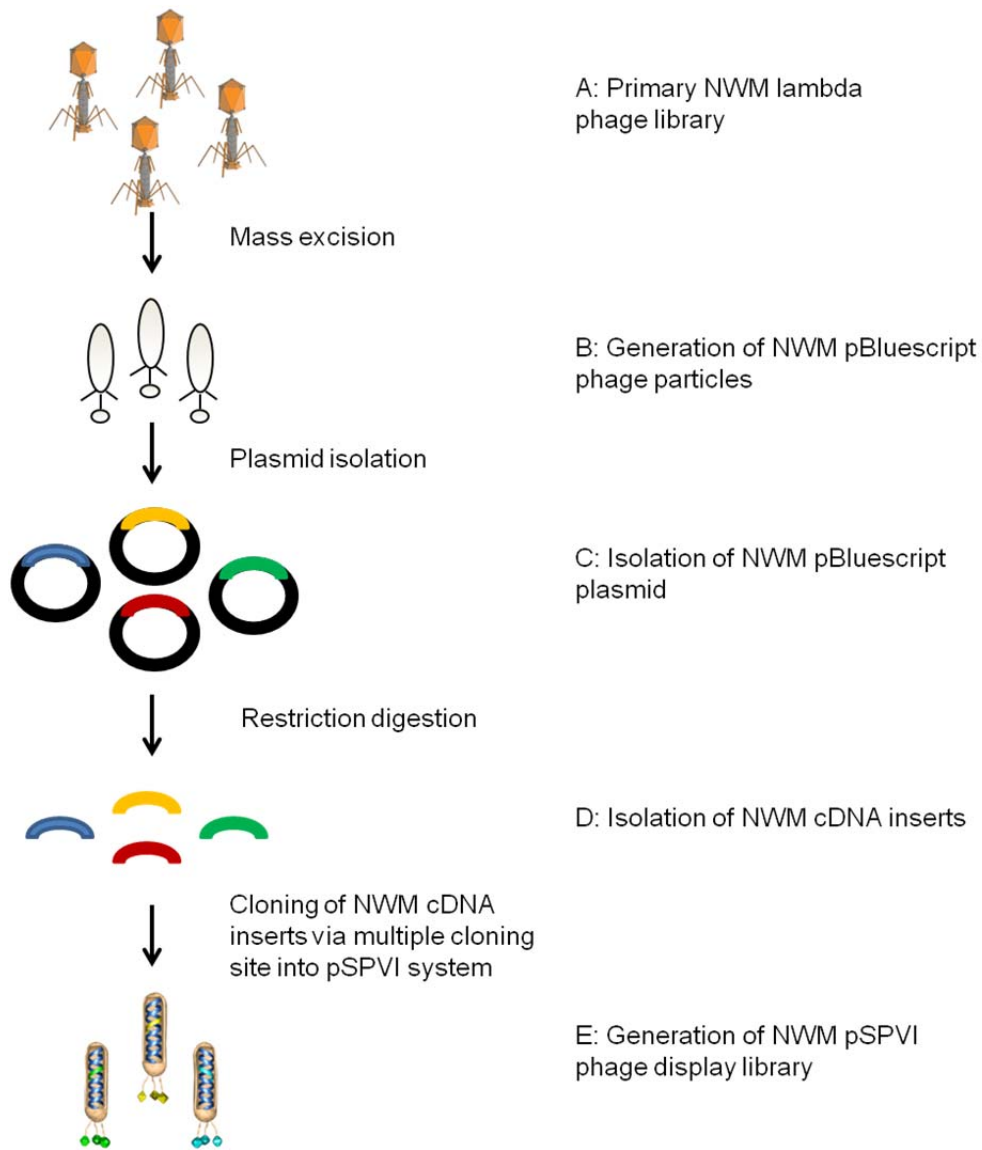 A: Primary NWM lambda
phage library
Mass excision
B: Generation of NWM pBluescript
phage particles
Plasmid isolation
C: Isolation of NWM pBluescript
plasmid
Restriction digestion
D: Isolation of NWM cDNA inserts
Cloning of NWM cDNA
inserts via multiple cloning
site into pSPVI system
E: Generation of NWM pSPVI
phage display library